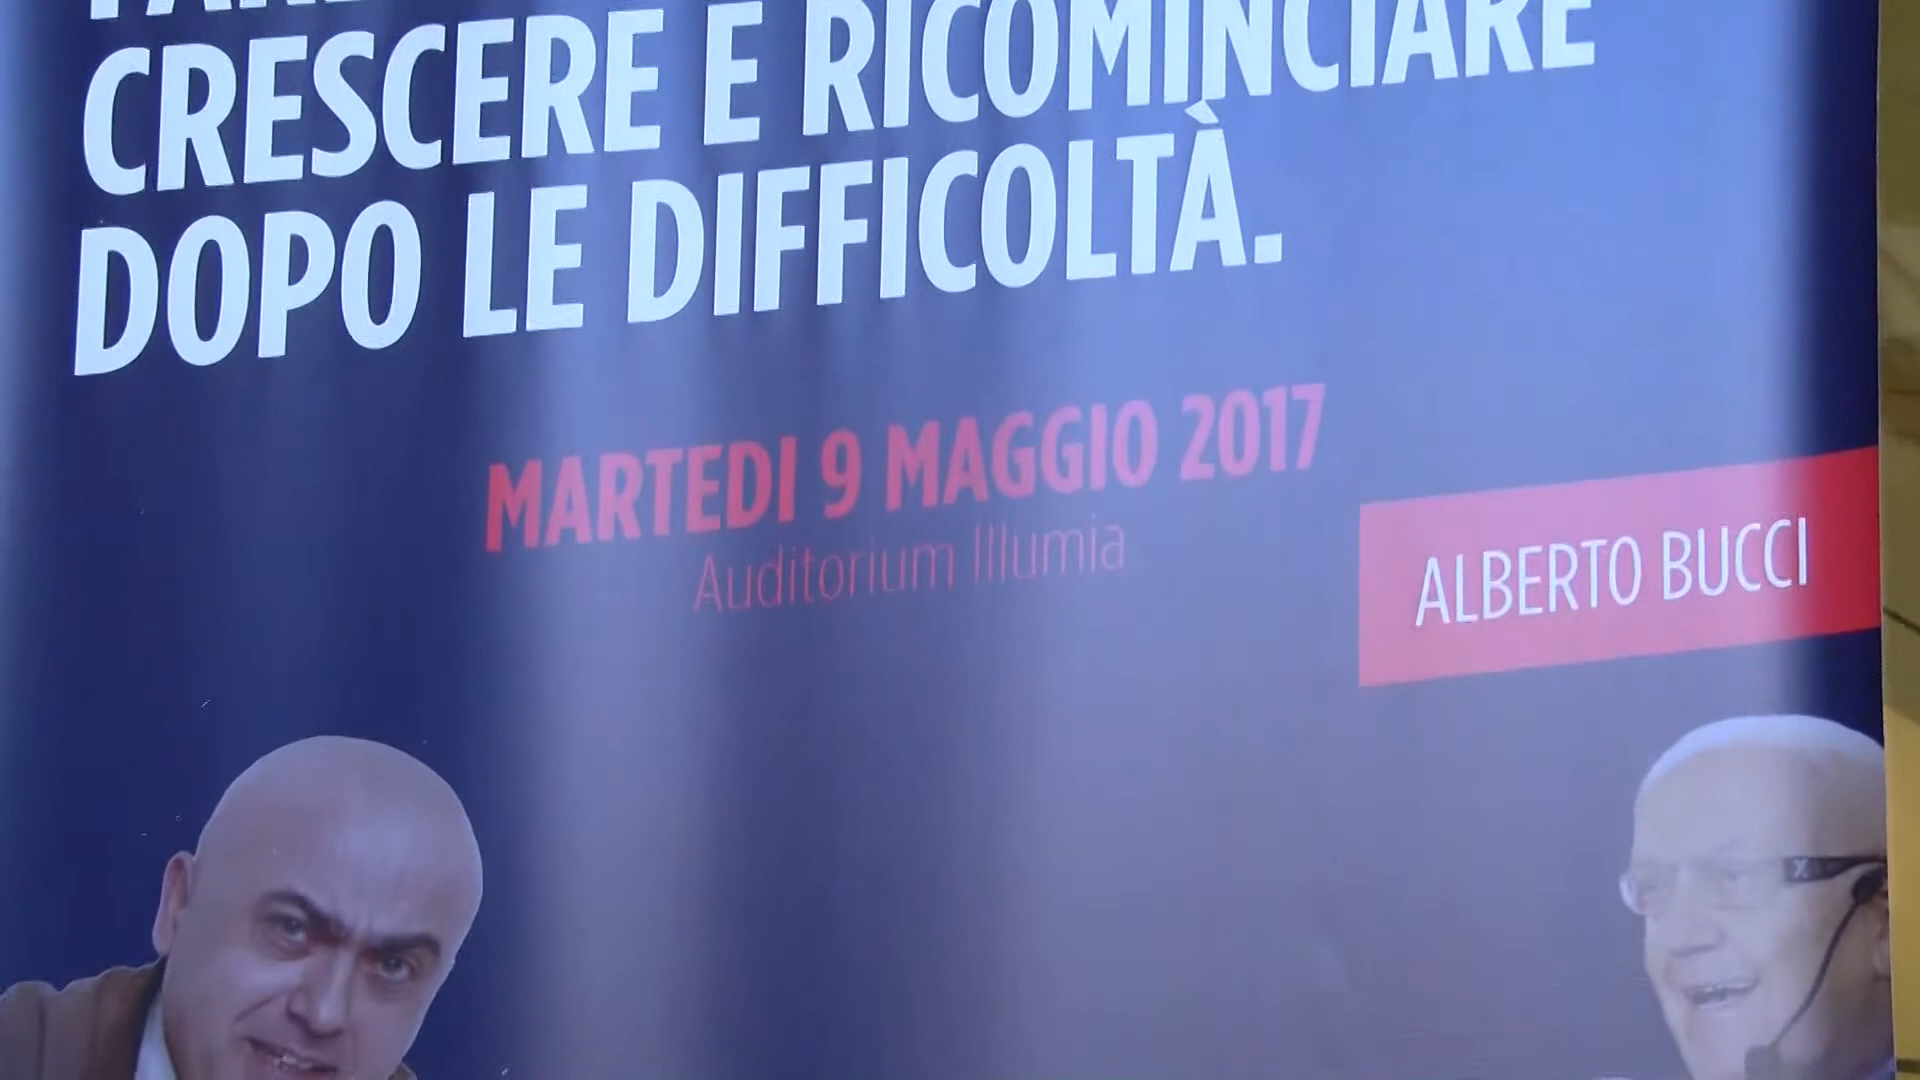 CRESCERE E RICOMINCIARE
DOPO LE DIFFICOLTÀ.
MARTEDI 9 MAGGIO 2017
Auditorium Illumia
ALBERTO BUCCI